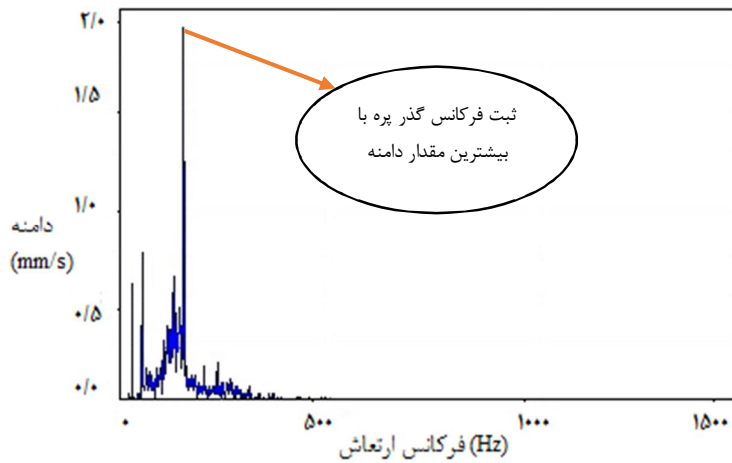 ۲/۰
۱/۵
۱/۰
۰/۵
۰/۰
دامنه
(mm/s)
ثبت فرکانس گذر پره با
بیشترین مقدار دامنه
۰
۵۰۰
۱۰۰۰
۱۵۰۰
فرکانس ارتعاش (Hz)